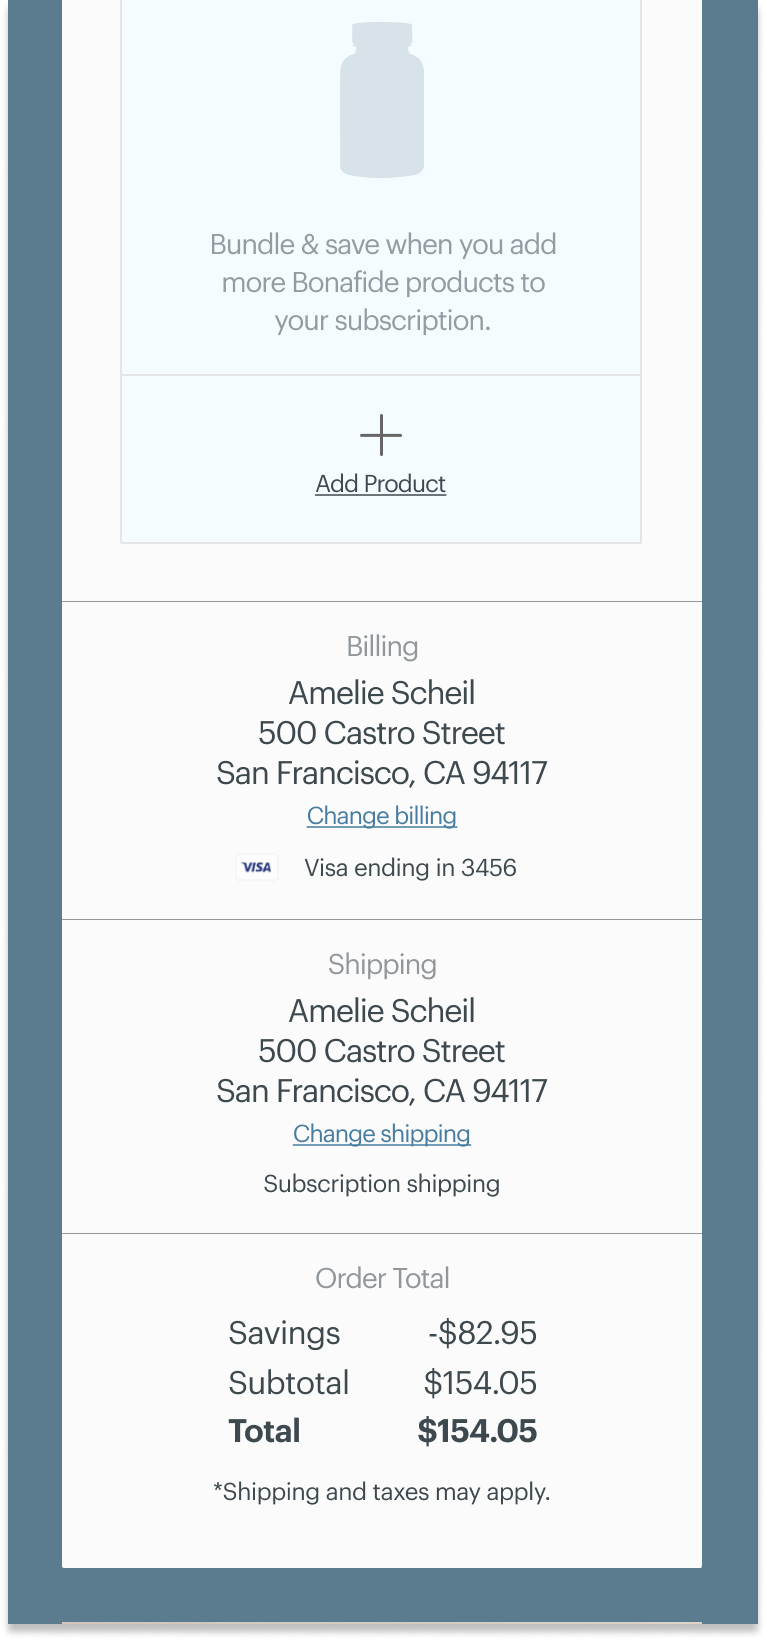 Bundle & save when you add
more Bonafide products to
your subscription.
Add Product
Billing
Amelie Scheil
500 Castro Street
San Francisco, CA 94117
Change billing
VISA Visa ending in 3456
Shipping
Amelie Scheil
500 Castro Street
San Francisco, CA 94117
Change shipping
Subscription shipping
Order Total
Savings -$82.95
Subtotal $154.05
Total $154.05
*Shipping and taxes may apply.